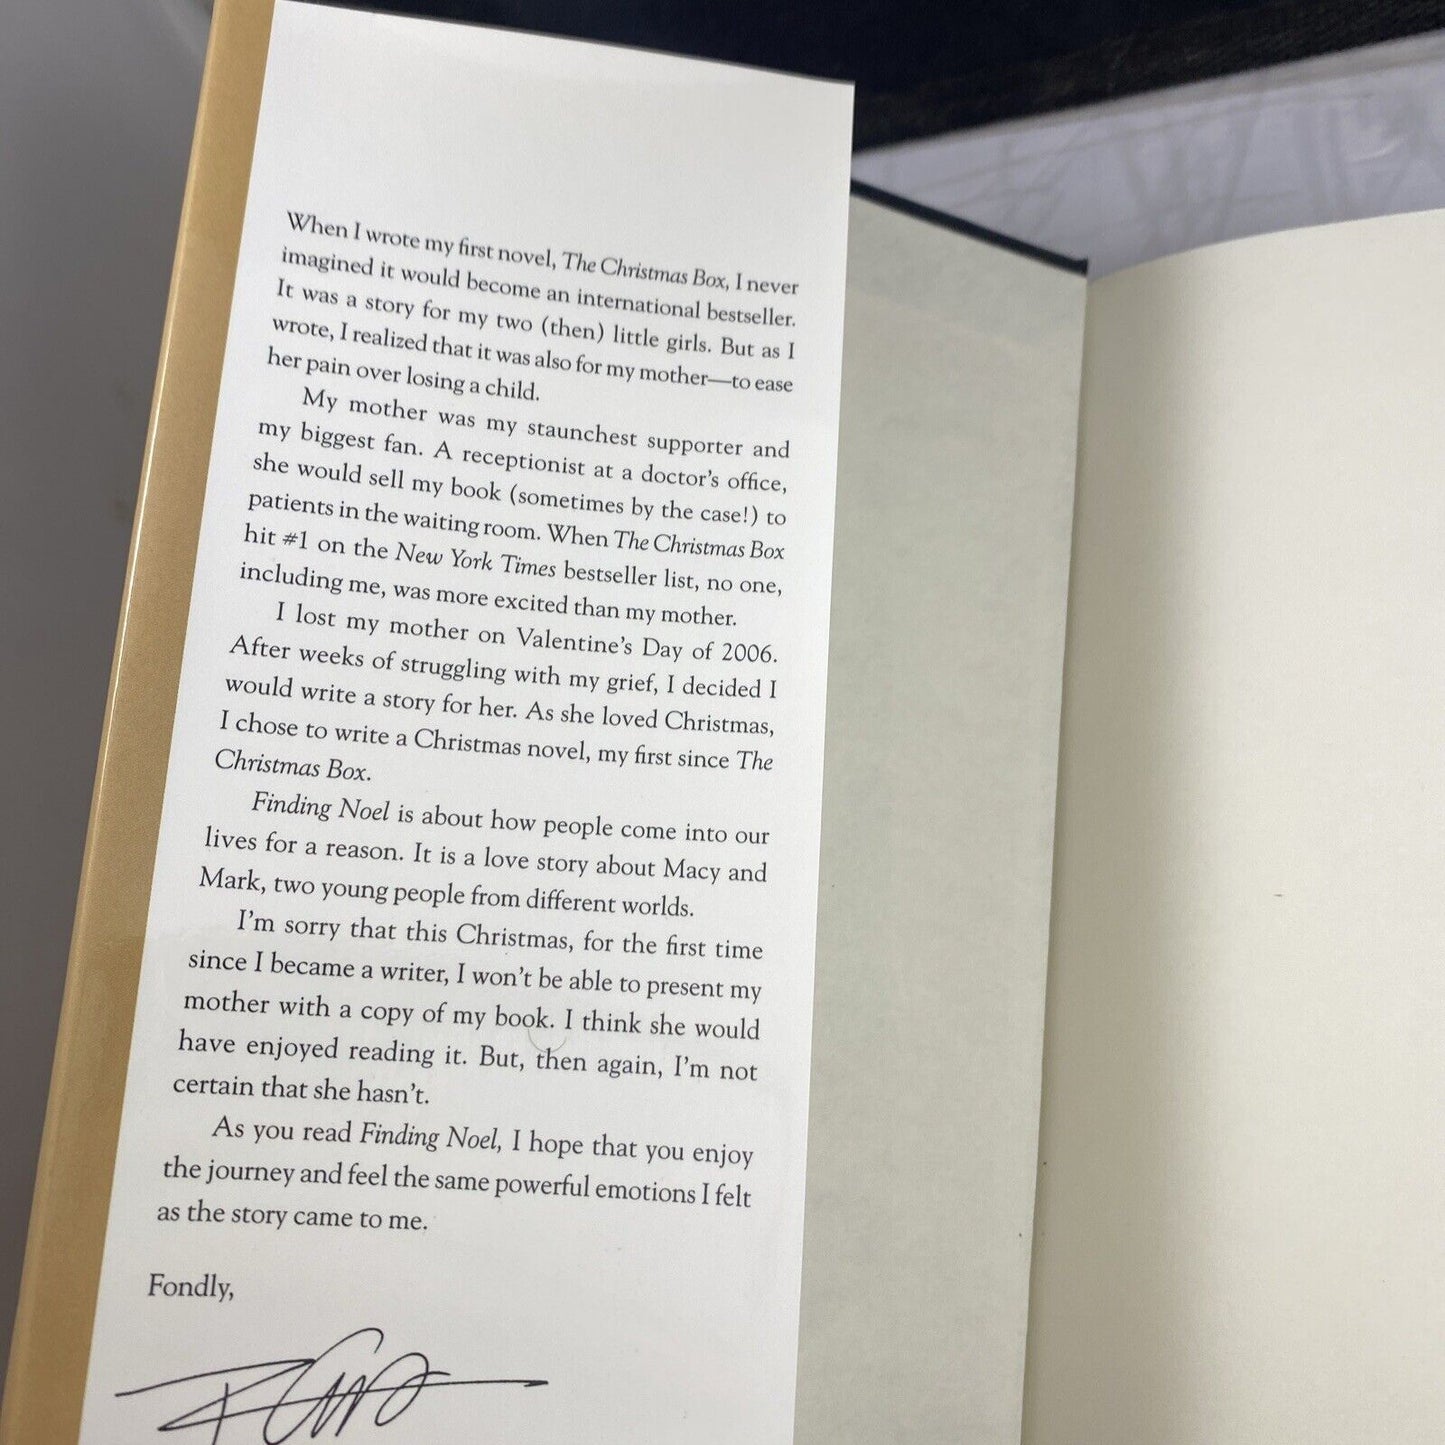 When I wrote my first novel, The Christmas Box, I never
imagined it would become an international bestseller.
It was a story for my two (then) little girls. But as I
wrote, I realized that it was also for my mother—to ease
her pain over losing a child.
My mother was my staunchest supporter and
my biggest fan. A receptionist at a doctor's office,
she would sell my book (sometimes by the case!) to
patients in the waiting room. When The Christmas Box
hit #1 on the New York Times bestseller list, no one,
including me, was more excited than my mother.
I lost my mother on Valentine's Day of 2006.
After weeks of struggling with my grief, I decided I
would write a story for her. As she loved Christmas,
I chose to write a Christmas novel, my first since The
Christmas Box.
Finding Noel is about how people come into our
lives for a reason. It is a love story about Macy and
Mark, two young people from different worlds.
I'm sorry that this Christmas, for the first time
since I became a writer, I won't be able to present my
mother with a copy of my book. I think she would
have enjoyed reading it. But, then again, I'm not
certain that she hasn't.
As you read Finding Noel, I hope that you enjoy
the journey and feel the same powerful emotions I felt
as the story came to me.
Fondly,